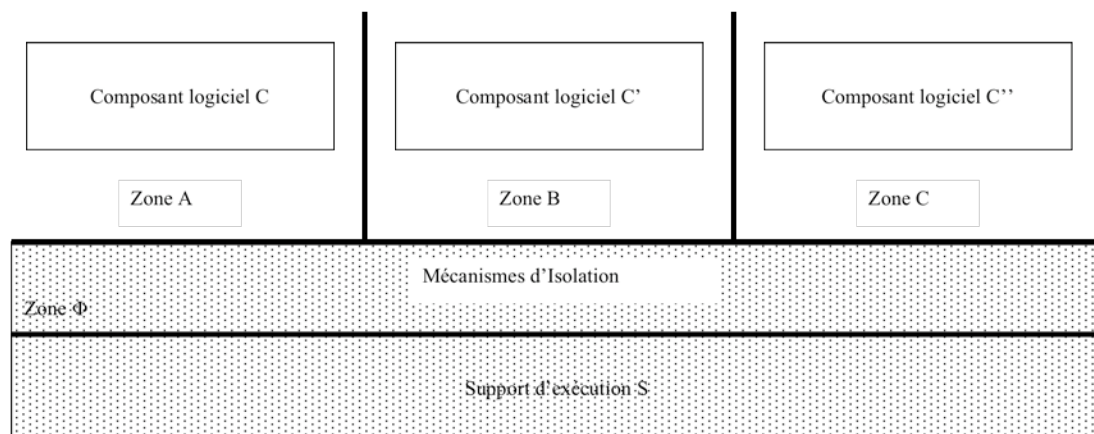 Composant logiciel C
Composant logiciel C’
Composant logiciel C’’
Zone A
Zone B
Zone C
Mécanismes d’Isolation
Zone Φ
Support d’exécution S